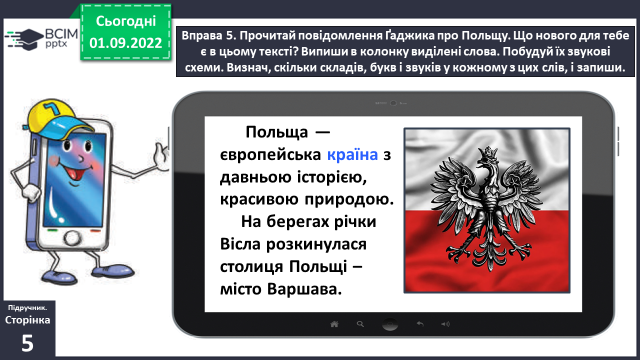 BCIM
pptx
Сьогодні
01.09.2022
Вправа 5. Прочитай повідомлення Ґаджика про Польщу. Що нового для тебе
є в цьому тексті? Випиши в колонку виділені слова. Побудуй їх звукові
схеми. Визнач, скільки складів, букв і звуків у кожному з цих слів, і запиши.
Польща —
європейська країна з
давньою історією,
красивою природою.
На берегах річки
Вісла розкинулася
столиця Польщі –
місто Варшава.
Підручник.
Сторінка
5